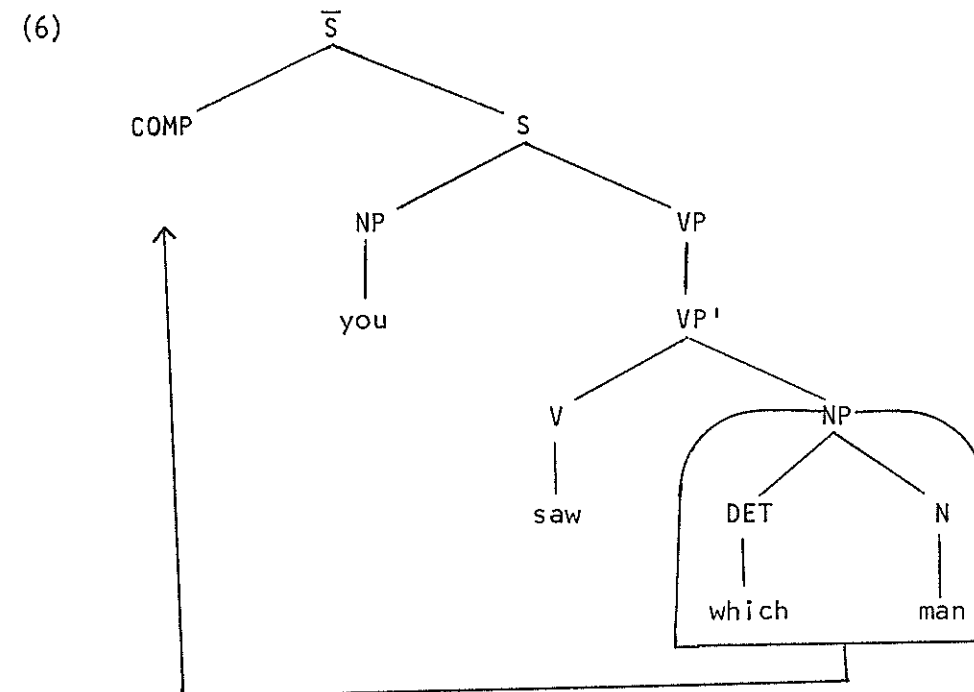 (6)
S̅
COMP S
NP VP
you VP'
V NP
saw DET N
which man